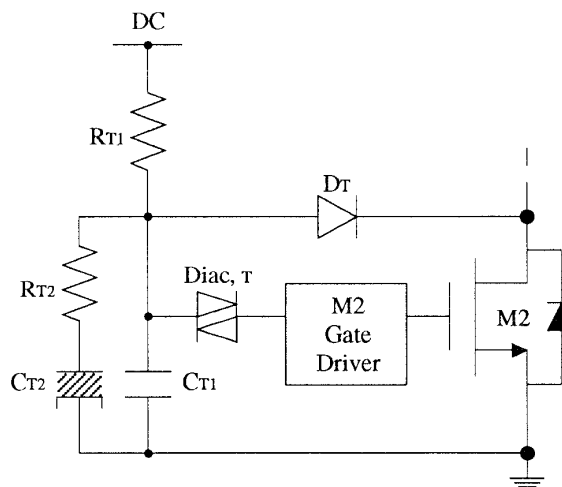 DC
RT1
DT
RT2
Diac, T
M2
Gate
Driver
M2
CT2
CT1